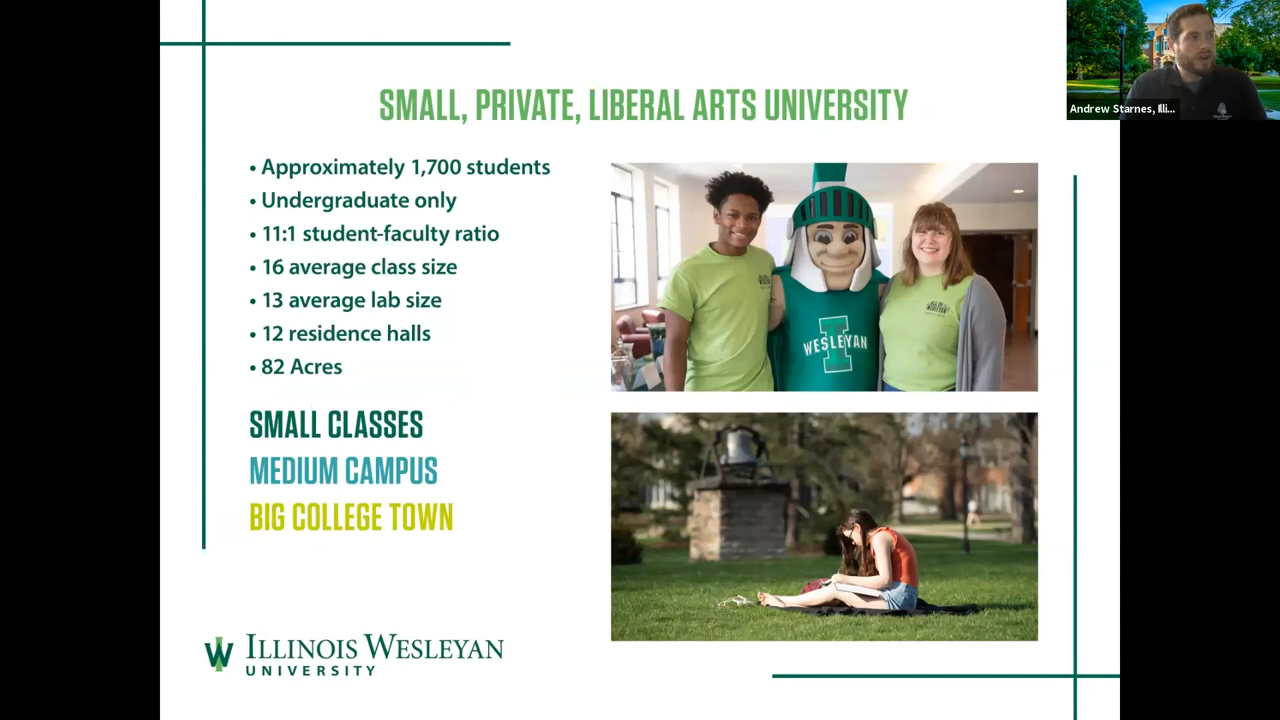 SMALL, PRIVATE, LIBERAL ARTS UNIVERSITY
Andrew Starnes, Illi...
• Approximately 1,700 students
• Undergraduate only
• 11:1 student-faculty ratio
• 16 average class size
• 13 average lab size
• 12 residence halls
• 82 Acres
SMALL CLASSES
MEDIUM CAMPUS
BIG COLLEGE TOWN
I
WESLEYAN
W
ILLINOIS WESLEYAN
UNIVERSITY